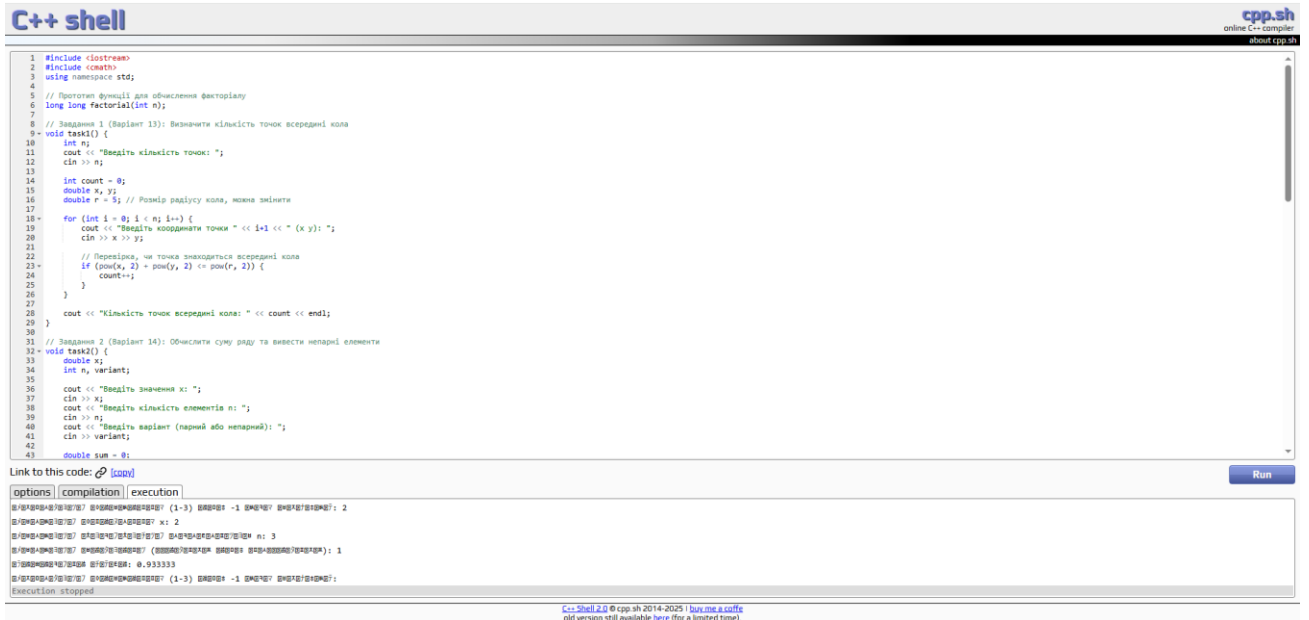 C++ shell
cpp.sh
online C++ compiler
about cpp.sh
1 #include <iostream>
2 #include <cmath>
3 using namespace std;
4
5 // Прототип функції для обчислення факторіалу
6 long long factorial(int n);
7
8 // Завдання 1 (Варіант 13): Визначити кількість точок всередині кола
9 void task1() {
10 int n;
11 cout << "Введіть кількість точок: ";
12 cin >> n;
13
14 int count = 0;
15 double x, y;
16 double r = 5; // Розмір радіусу кола, можна змінити
17
18 for (int i = 0; i < n; i++) {
19 cout << "Введіть координати точки " << i+1 << " (x y): ";
20 cin >> x >> y;
21
22 // Перевірка, чи точка знаходиться всередині кола
23 if (pow(x, 2) + pow(y, 2) <= pow(r, 2)) {
24 count++;
25 }
26 }
27
28 cout << "Кількість точок всередині кола: " << count << endl;
29 }
30
31 // Завдання 2 (Варіант 14): Обчислити суму ряду та вивести непарні елементи
32 void task2() {
33 double x;
34 int n, variant;
35
36 cout << "Введіть значення x: ";
37 cin >> x;
38 cout << "Введіть кількість елементів n: ";
39 cin >> n;
40 cout << "Введіть варіант (парний або непарний): ";
41 cin >> variant;
42
43 double sum = 0;
Link to this code: [copy]
Run
options compilation execution
(1-3) -1 : 2
x: 2
n: 3
( ): 1
: 0.933333
(1-3) -1 :
Execution stopped
C++ Shell 2.0 © cpp.sh 2014-2025 | buy me a coffe
old version still available here (for a limited time)